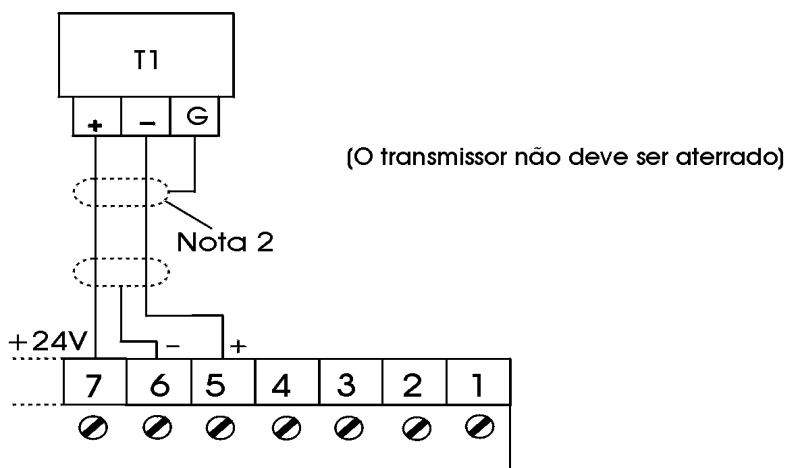 T1
+ – G
(O transmissor não deve ser aterrado)
Nota 2
+24V – +
7 6 5 4 3 2 1